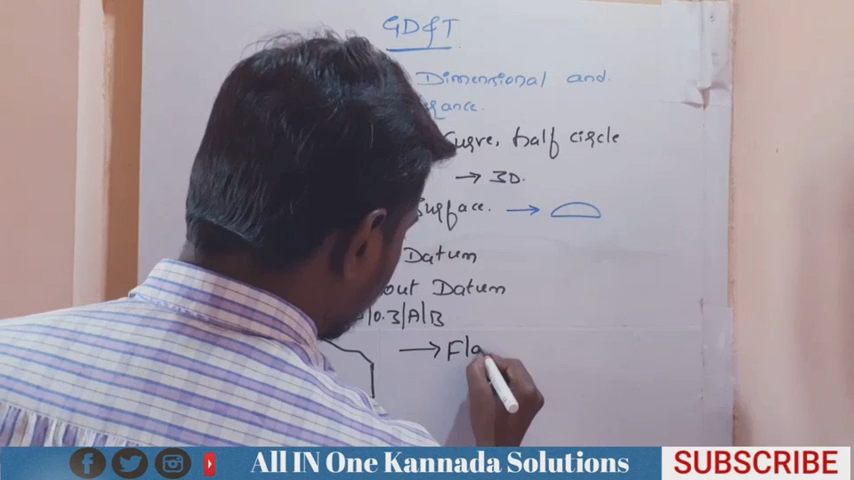 GD&T
Dimensional and
Curve, half circle
→ 3D.
Surface. →
Datum
out Datum
|0.3|A|B
→ Fla
All IN One Kannada Solutions
SUBSCRIBE